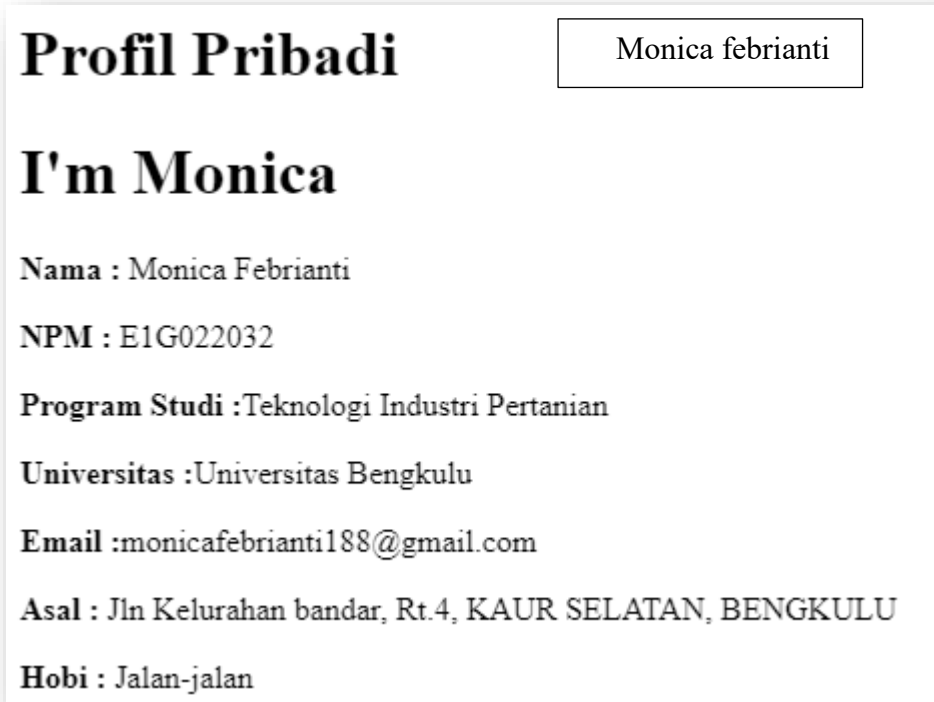 Profil Pribadi
Monica febrianti
I'm Monica
Nama : Monica Febrianti
NPM : E1G022032
Program Studi :Teknologi Industri Pertanian
Universitas :Universitas Bengkulu
Email :monicafebrianti188@gmail.com
Asal : Jln Kelurahan bandar, Rt.4, KAUR SELATAN, BENGKULU
Hobi : Jalan-jalan